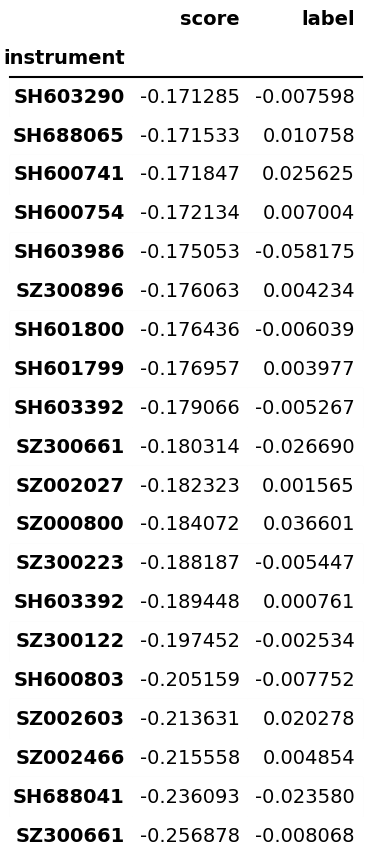 score label
instrument
SH603290 -0.171285 -0.007598
SH688065 -0.171533 0.010758
SH600741 -0.171847 0.025625
SH600754 -0.172134 0.007004
SH603986 -0.175053 -0.058175
SZ300896 -0.176063 0.004234
SH601800 -0.176436 -0.006039
SH601799 -0.176957 0.003977
SH603392 -0.179066 -0.005267
SZ300661 -0.180314 -0.026690
SZ002027 -0.182323 0.001565
SZ000800 -0.184072 0.036601
SZ300223 -0.188187 -0.005447
SH603392 -0.189448 0.000761
SZ300122 -0.197452 -0.002534
SH600803 -0.205159 -0.007752
SZ002603 -0.213631 0.020278
SZ002466 -0.215558 0.004854
SH688041 -0.236093 -0.023580
SZ300661 -0.256878 -0.008068